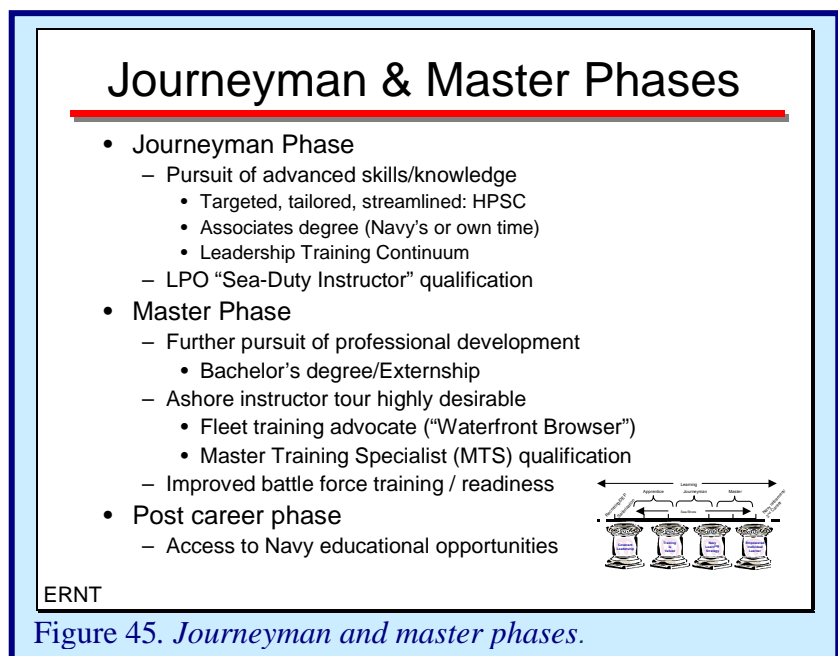 Journeyman & Master Phases
• Journeyman Phase
– Pursuit of advanced skills/knowledge
• Targeted, tailored, streamlined: HPSC
• Associates degree (Navy's or own time)
• Leadership Training Continuum
– LPO “Sea-Duty Instructor” qualification
• Master Phase
– Further pursuit of professional development
• Bachelor's degree/Externship
– Ashore instructor tour highly desirable
• Fleet training advocate (“Waterfront Browser”)
• Master Training Specialist (MTS) qualification
– Improved battle force training / readiness
• Post career phase
– Access to Navy educational opportunities
Learning
Apprentice Journeyman Master
ERNT
Figure 45. Journeyman and master phases.